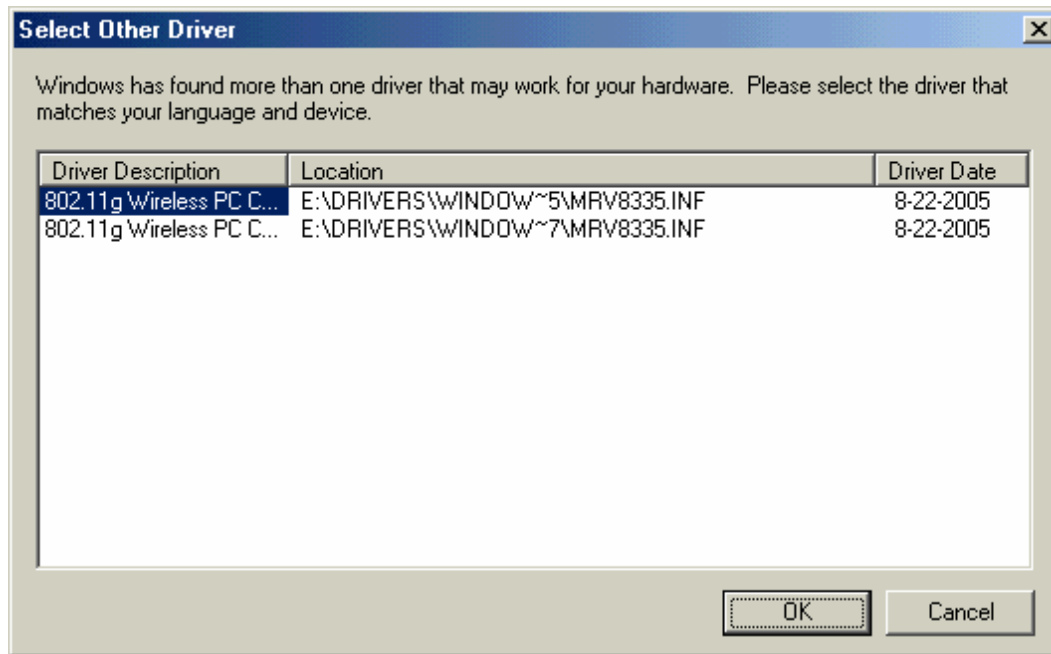 Select Other Driver
Windows has found more than one driver that may work for your hardware. Please select the driver that
matches your language and device.
Driver Description Location Driver Date
802.11g Wireless PC C... E:\DRIVERS\WINDOW~5\MRV8335.INF 8-22-2005
802.11g Wireless PC C... E:\DRIVERS\WINDOW~7\MRV8335.INF 8-22-2005
OK Cancel